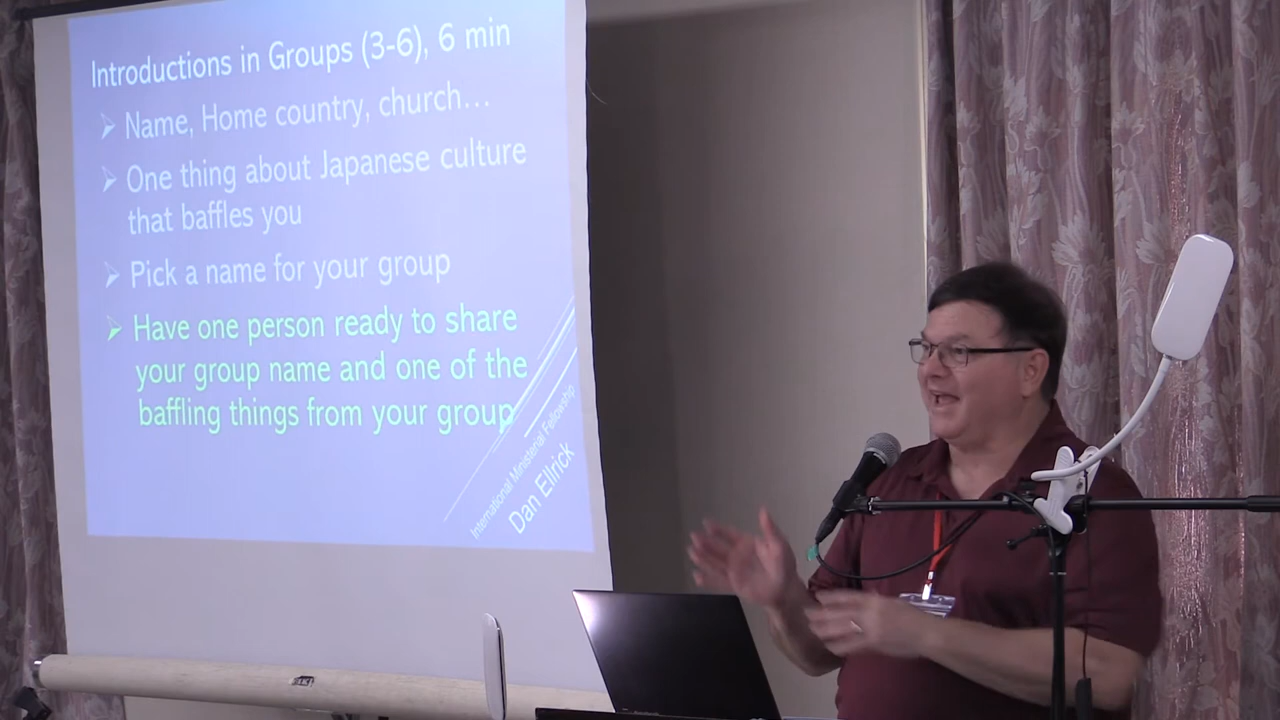 Introductions in Groups (3-6), 6 min
Name, Home country, church...
One thing about Japanese culture
that baffles you
Pick a name for your group
Have one person ready to share
your group name and one of the
baffling things from your group
International Ministerial Fellowship
Dan Ellrick